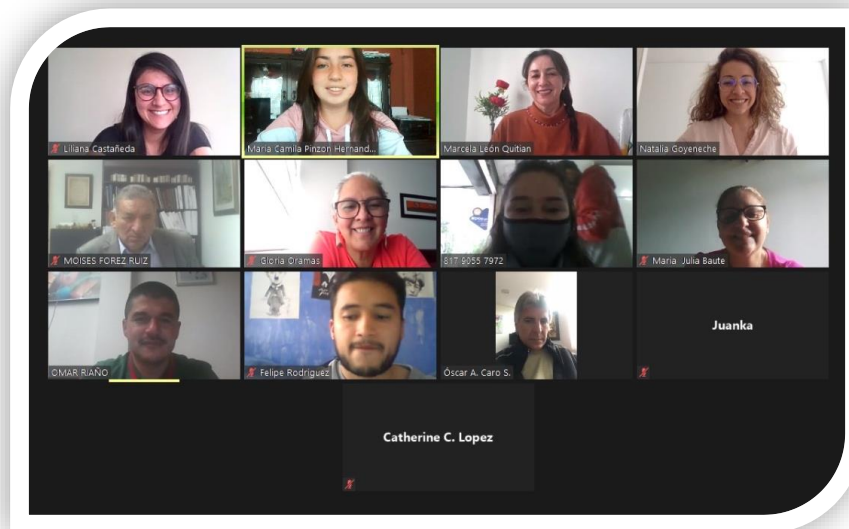 Liliana Castañeda
Maria Camila Pinzon Hernand...
Marcela León Quitian
Natalia Goyeneche
MOISES FOREZ RUIZ
Gloria Oramas
817 9055 7972
Maria Julia Baute
OMAR RIAÑO
Felipe Rodríguez
Óscar A. Caro S.
Juanka
Catherine C. Lopez